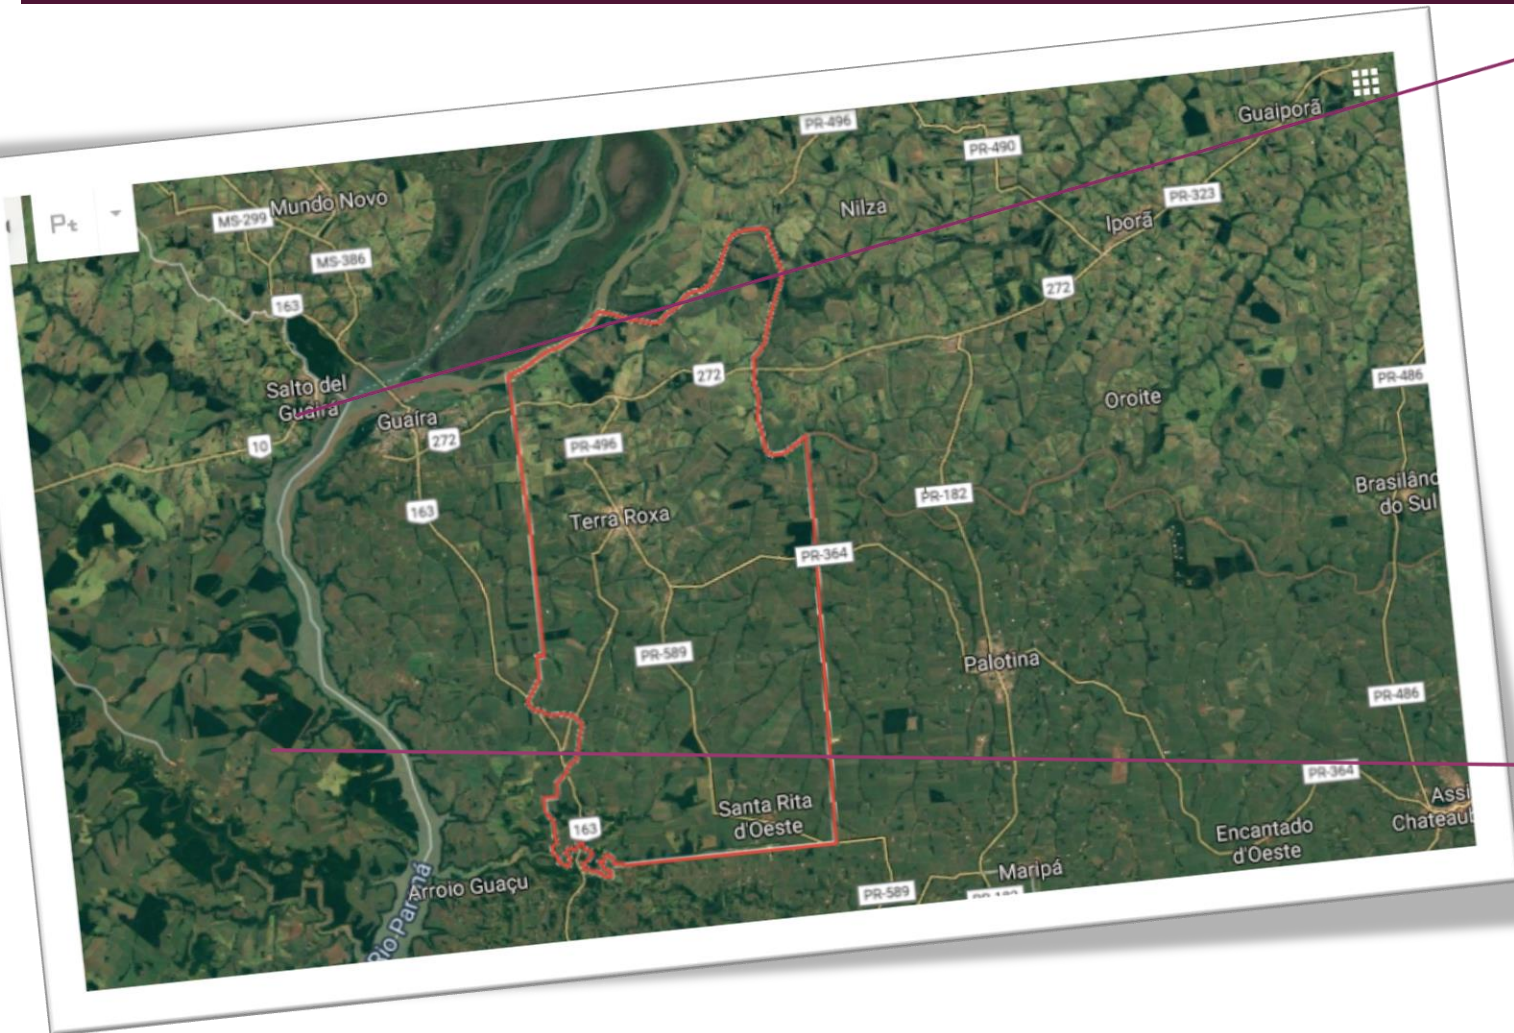 PR-496
Guaiporã
PR-490
MS-299
Mundo Novo
Nilza
PR-323
Iporã
MS-386
163
272
Salto del
Guairá
Guaíra
272
272
PR-486
Oroite
10
PR-496
163
PR-182
Brasilând
do Sul
Terra Roxa
PR-364
PR-589
Palotina
PR-486
Santa Rita
d'Oeste
163
PR-364
Assi
Chateaub
Encantado
d'Oeste
Arroio Guaçu
Rio Paraná
PR-589
Maripá